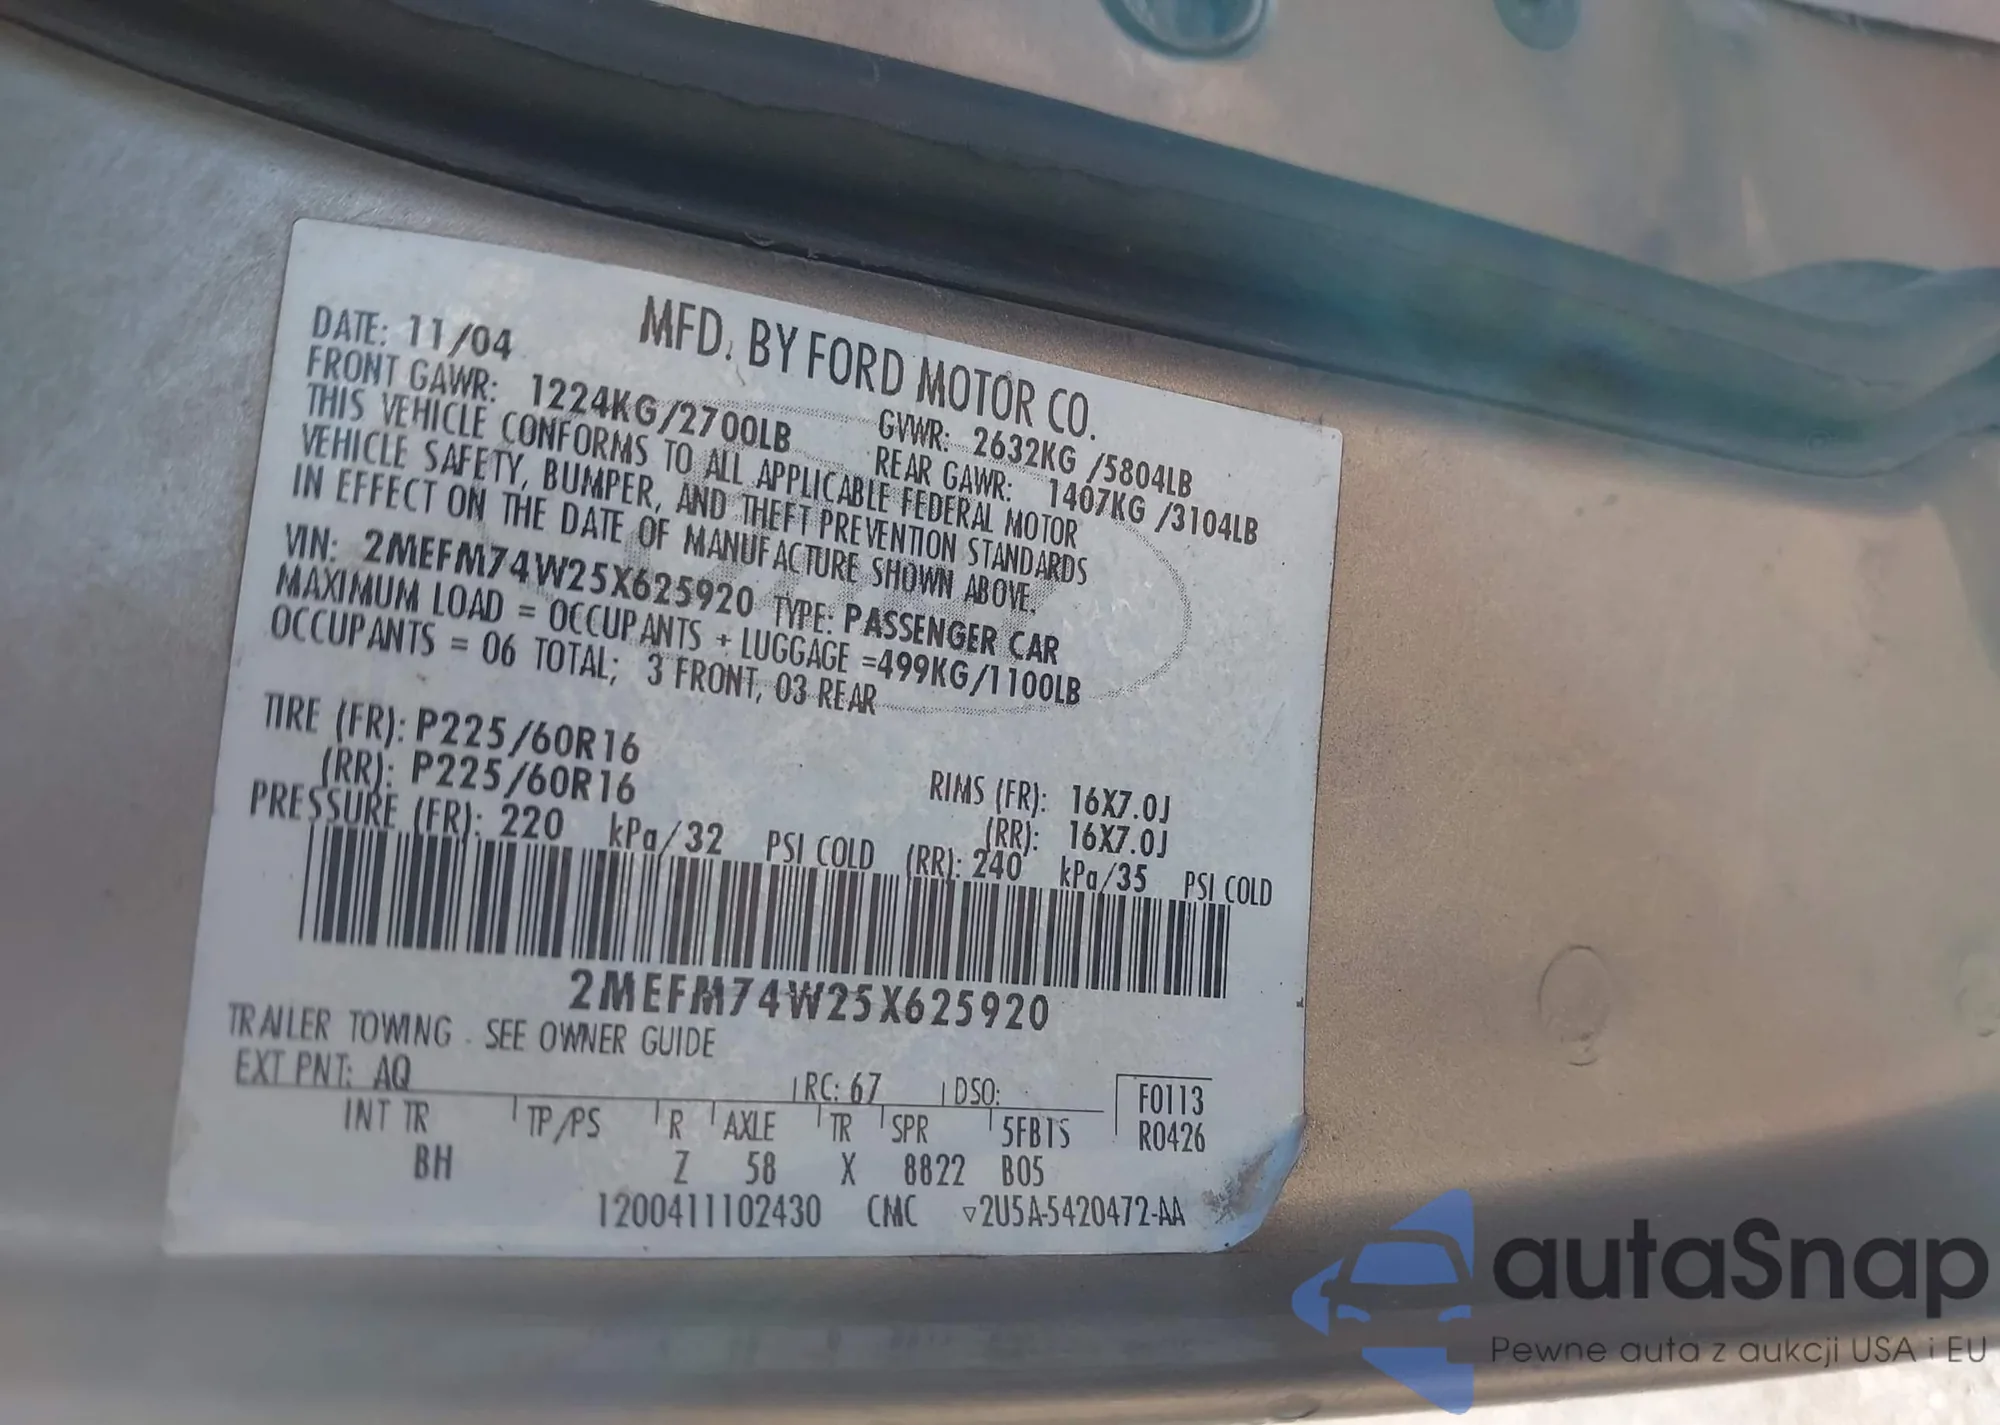 MFD. BY FORD MOTOR CO.
DATE: 11/04
GVWR: 2632KG /5804LB
FRONT GAWR: 1224KG/2700LB REAR GAWR: 1407KG /3104LB
THIS VEHICLE CONFORMS TO ALL APPLICABLE FEDERAL MOTOR
VEHICLE SAFETY, BUMPER, AND THEFT PREVENTION STANDARDS
IN EFFECT ON THE DATE OF MANUFACTURE SHOWN ABOVE.
VIN: 2MEFM74W25X625920 TYPE: PASSENGER CAR
MAXIMUM LOAD = OCCUPANTS + LUGGAGE =499KG/1100LB
OCCUPANTS = 06 TOTAL; 3 FRONT, 03 REAR
TIRE (FR): P225/60R16 RIMS (FR): 16X7.0J
(RR): P225/60R16 (RR): 16X7.0J
PRESSURE (FR): 220 kPa/32 PSI COLD (RR): 240 kPa/35 PSI COLD
2MEFM74W25X625920
TRAILER TOWING - SEE OWNER GUIDE
EXT PNT: AQ RC: 67 DSO: F0113
INT TR TP/PS R AXLE TR SPR 5FBTS R0426
BH Z 58 X 8822 B05
1200411102430 CMC ▿2U5A-5420472-AA
autaSnap
Pewne auta z aukcji USA i EU